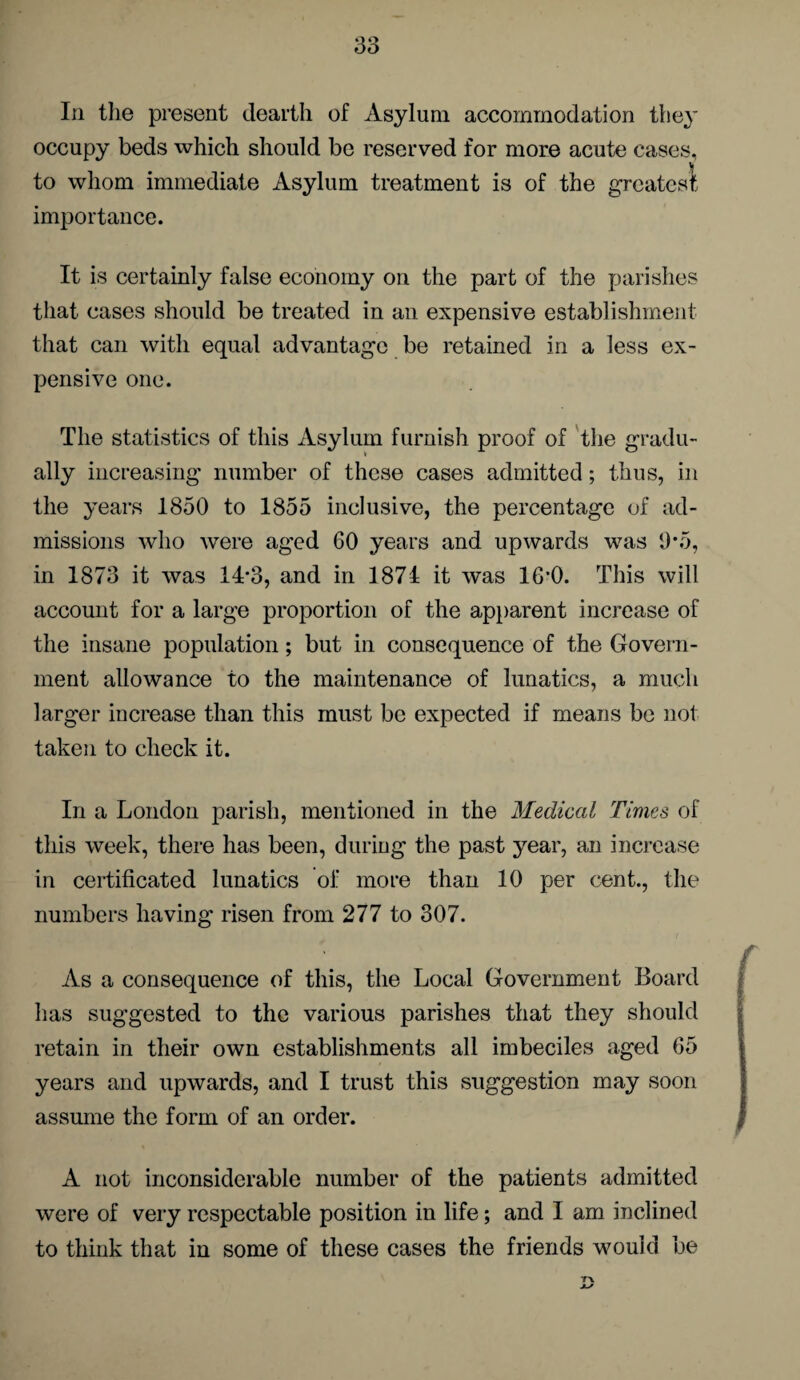 33
In the present dearth of Asylum accommodation they
occupy beds which should be reserved for more acute cases,
to whom immediate Asylum treatment is of the greatest
importance.
It is certainly false economy on the part of the parishes
that cases should be treated in an expensive establishment
that can with equal advantage be retained in a less ex-
pensive one.
The statistics of this Asylum furnish proof of the gradu-
ally increasing number of these cases admitted; thus, in
the years 1850 to 1855 inclusive, the percentage of ad-
missions who were aged 60 years and upwards was 9·5,
in 1873 it was 14·3, and in 1874 it was 16·0. This will
account for a large proportion of the apparent increase of
the insane population; but in consequence of the Govern-
ment allowance to the maintenance of lunatics, a much
larger increase than this must be expected if means be not
taken to check it.
In a London parish, mentioned in the Medical Times of
this week, there has been, during the past year, an increase
in certificated lunatics of more than 10 per cent., the
numbers having risen from 277 to 307.
As a consequence of this, the Local Government Board
has suggested to the various parishes that they should
retain in their own establishments all imbeciles aged 65
years and upwards, and I trust this suggestion may soon
assume the form of an order.
A not inconsiderable number of the patients admitted
were of very respectable position in life; and I am inclined
to think that in some of these cases the friends would be
D